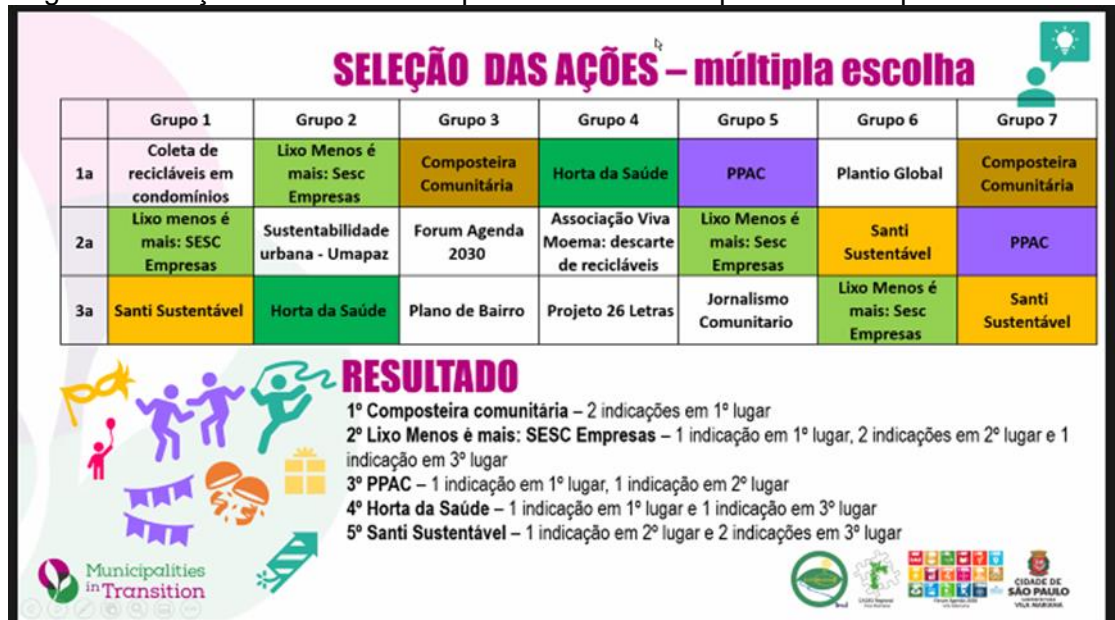 SELEÇÃO DAS AÇÕES – múltipla escolha
Grupo 1 Grupo 2 Grupo 3 Grupo 4 Grupo 5 Grupo 6 Grupo 7
1a
Coleta de
recicláveis em
condomínios
Lixo Menos é
mais: Sesc
Empresas
Composteira
Comunitária
Horta da Saúde
PPAC
Plantio Global
Composteira
Comunitária
2a
Lixo menos é
mais: SESC
Empresas
Sustentabilidade
urbana - Umapaz
Forum Agenda
2030
Associação Viva
Moema: descarte
de recicláveis
Lixo Menos é
mais: Sesc
Empresas
Santi
Sustentável
PPAC
3a
Santi Sustentável
Horta da Saúde
Plano de Bairro
Projeto 26 Letras
Jornalismo
Comunitario
Lixo Menos é
mais: Sesc
Empresas
Santi
Sustentável
RESULTADO
1º Composteira comunitária – 2 indicações em 1º lugar
2º Lixo Menos é mais: SESC Empresas – 1 indicação em 1º lugar, 2 indicações em 2º lugar e 1
indicação em 3º lugar
3º PPAC – 1 indicação em 1º lugar, 1 indicação em 2º lugar
4º Horta da Saúde – 1 indicação em 1º lugar e 1 indicação em 3º lugar
5º Santi Sustentável – 1 indicação em 2º lugar e 2 indicações em 3º lugar
Municipalities
in Transition
CIDADE DE
SÃO PAULO
VILA MARIANA